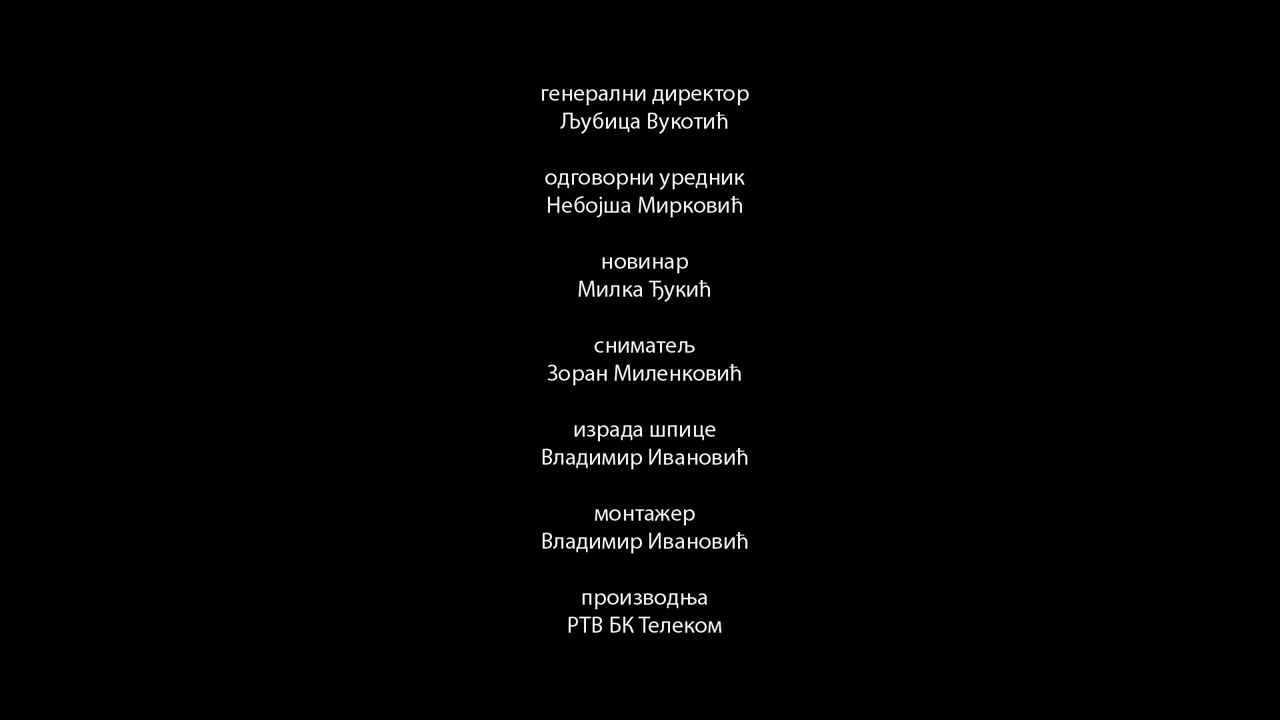 генерални директор
Љубица Вукотић
одговорни уредник
Небојша Мирковић
новинар
Милка Ђукић
сниматељ
Зоран Миленковић
израда шпице
Владимир Ивановић
монтажер
Владимир Ивановић
производња
РТВ БК Телеком